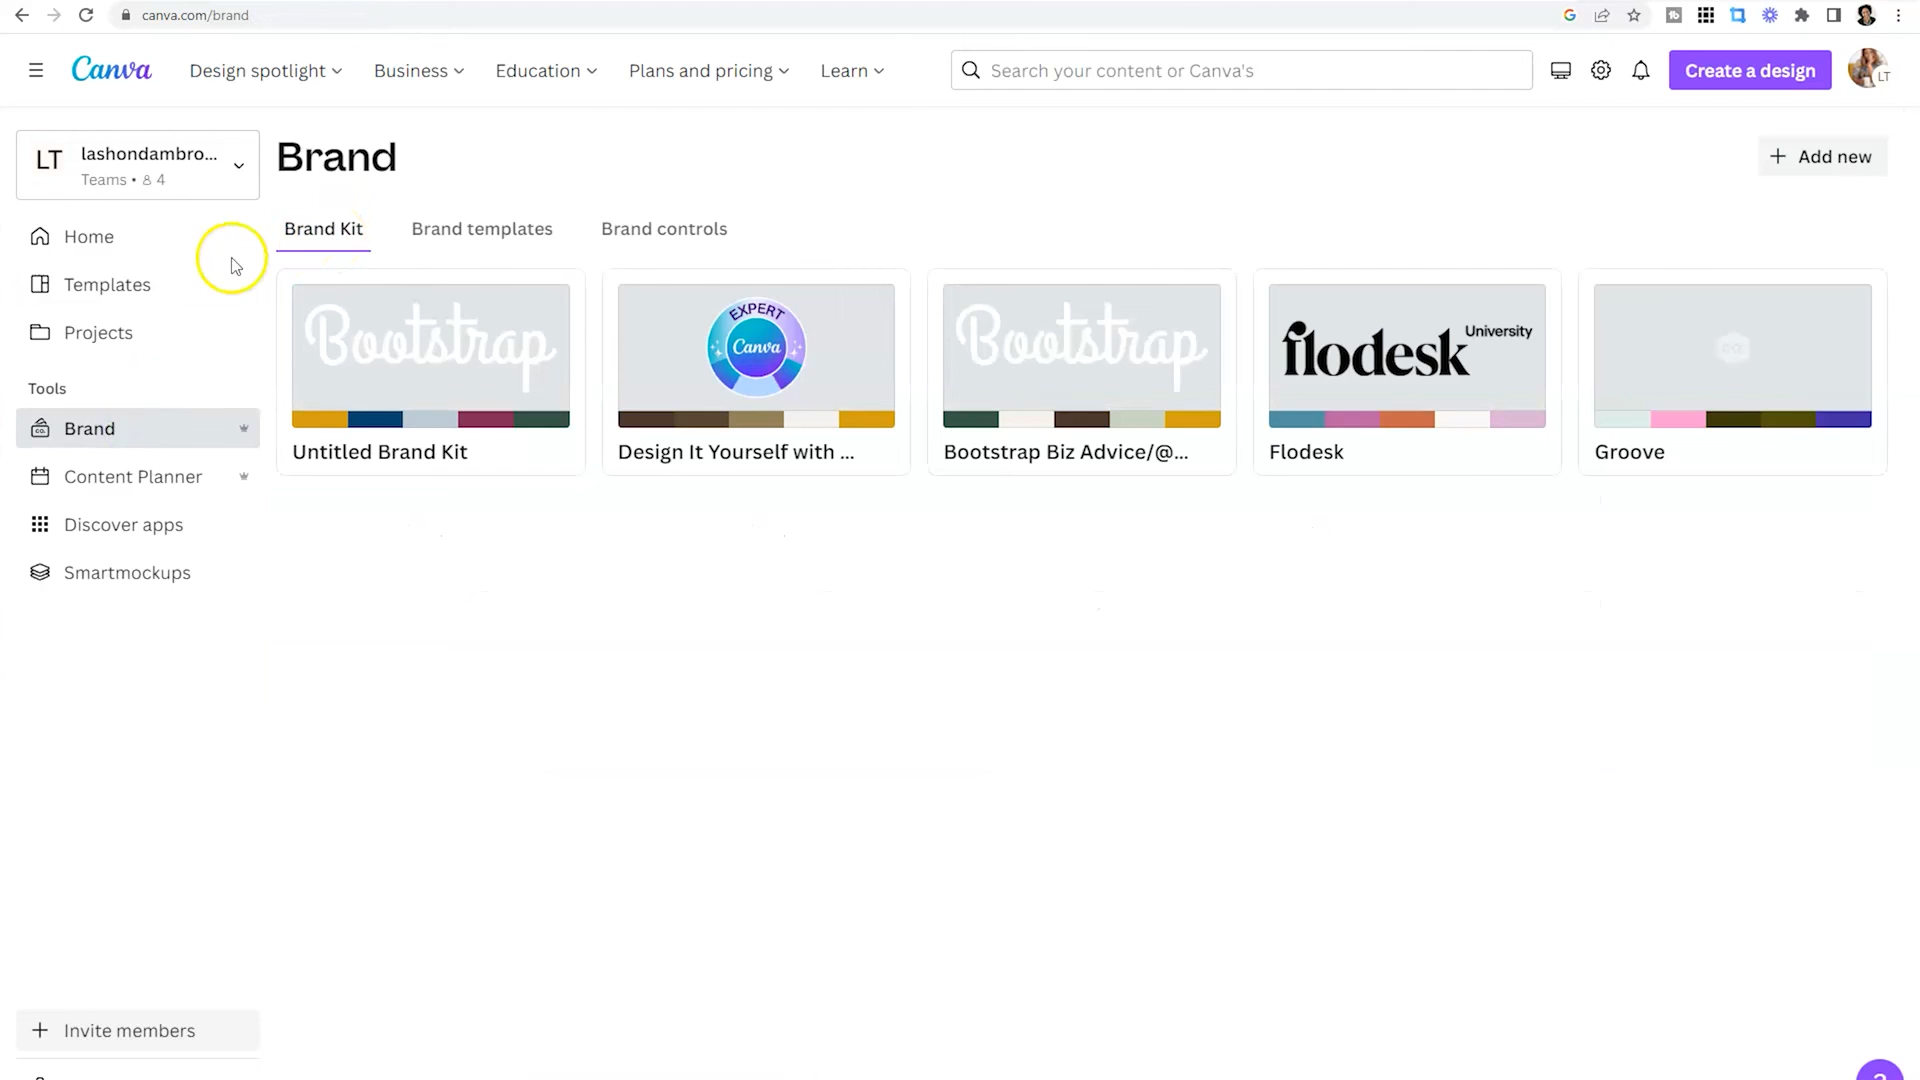 canva.com/brand
Canva
Design spotlight
Business
Education
Plans and pricing
Learn
Search your content or Canva's
Create a design
LT
LT
lashondambro...
Teams • 4
Brand
+ Add new
Home
Templates
Projects
Tools
Brand
Content Planner
Discover apps
Smartmockups
Brand Kit
Brand templates
Brand controls
Bootstrap
Untitled Brand Kit
EXPERT
Canva
Design It Yourself with ...
Bootstrap
Bootstrap Biz Advice/@...
flodesk University
Flodesk
Groove
+ Invite members